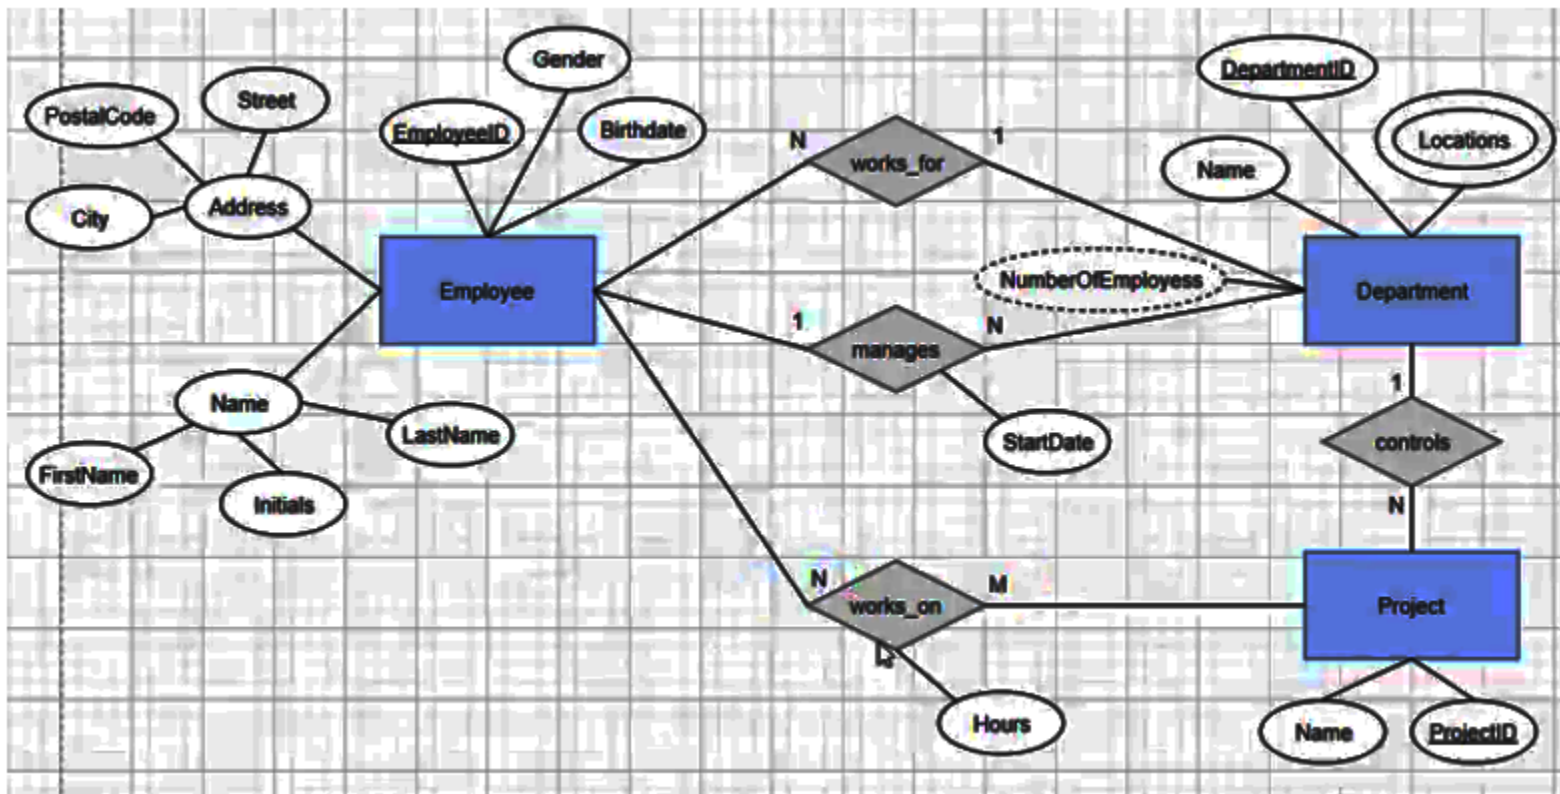 Gender
DepartmentID
PostalCode
Street
EmployeeID
Birthdate
N
works_for
1
Name
Locations
City
Address
Employee
NumberOfEmployess
Department
1
manages
N
Name
LastName
StartDate
1
controls
N
FirstName
Initials
N
works_on
M
Project
Hours
Name
ProjectID